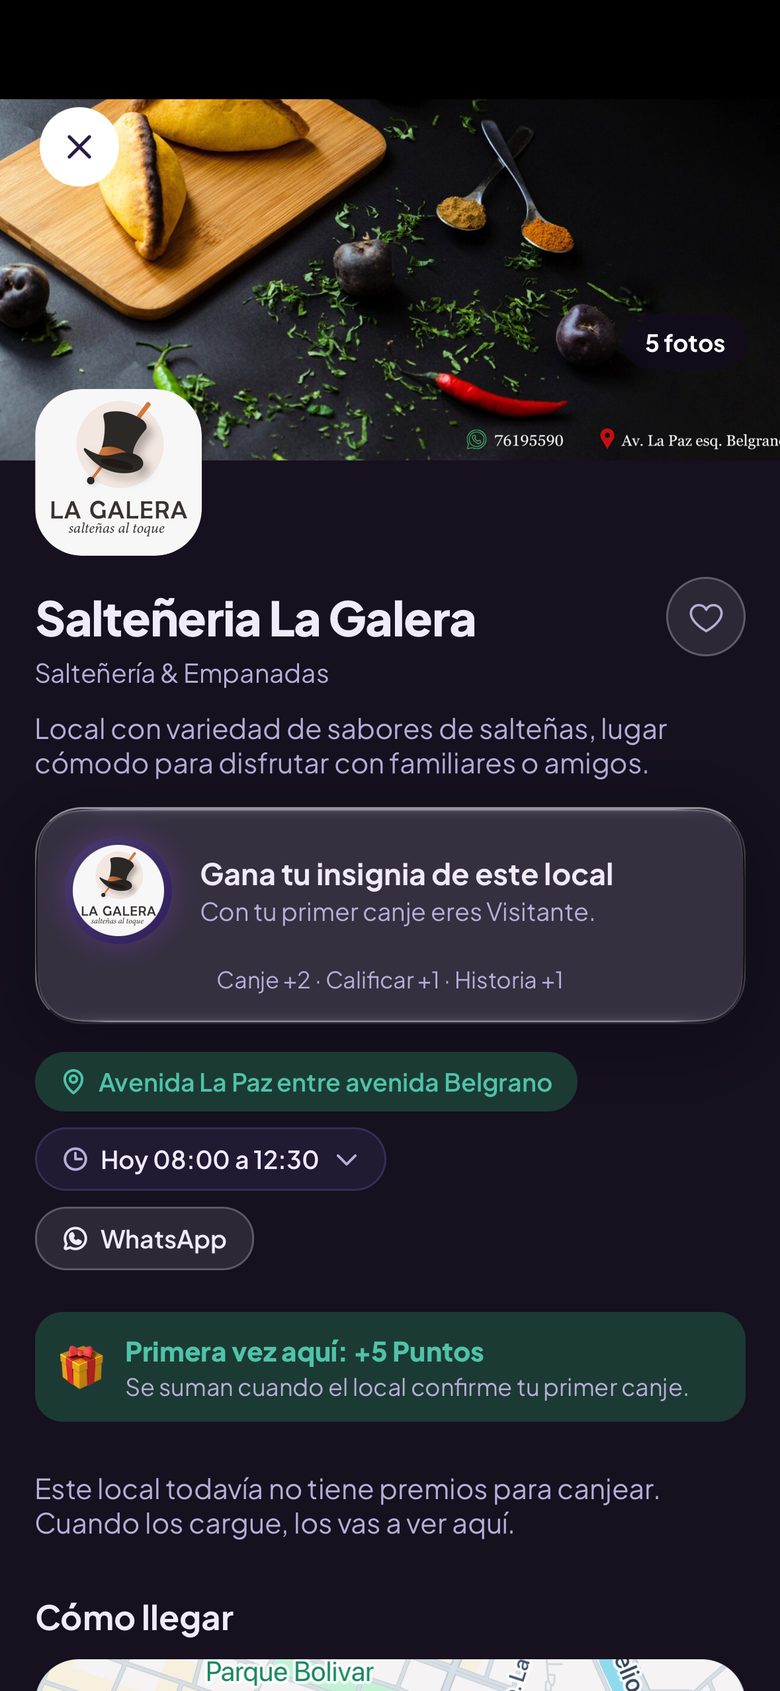 5 fotos
76195590
Av. La Paz esq. Belgran
LA GALERA
salteñas al toque
Salteñeria La Galera
Salteñería & Empanadas
Local con variedad de sabores de salteñas, lugar
cómodo para disfrutar con familiares o amigos.
Gana tu insignia de este local
Con tu primer canje eres Visitante.
LA GALERA
salteñas al toque
Canje +2 · Calificar +1 · Historia +1
Avenida La Paz entre avenida Belgrano
Hoy 08:00 a 12:30
WhatsApp
Primera vez aquí: +5 Puntos
Se suman cuando el local confirme tu primer canje.
Este local todavía no tiene premios para canjear.
Cuando los cargue, los vas a ver aquí.
Cómo llegar
Parque Bolivar
. La
elio